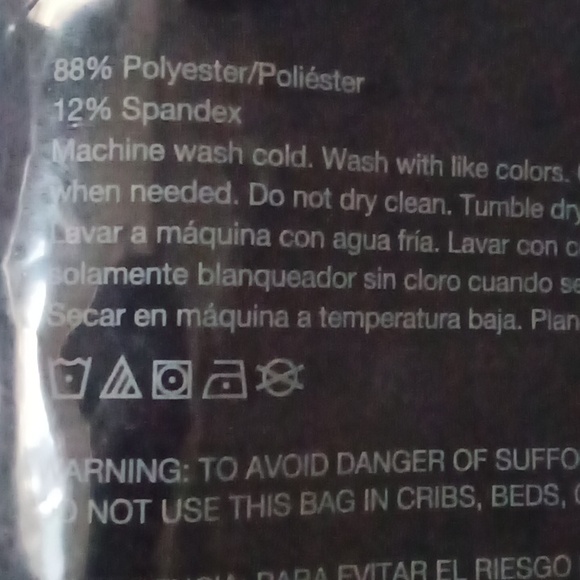 88% Polyester/Poliéster
12% Spandex
Machine wash cold. Wash with like colors.
when needed. Do not dry clean. Tumble dry
Lavar a máquina con agua fría. Lavar con
solamente blanqueador sin cloro cuando
Secar en máquina a temperatura baja.
WARNING: TO AVOID DANGER OF
DO NOT USE THIS BAG IN CRIBS, BEDS,
PARA EVITAR EL RIESGO